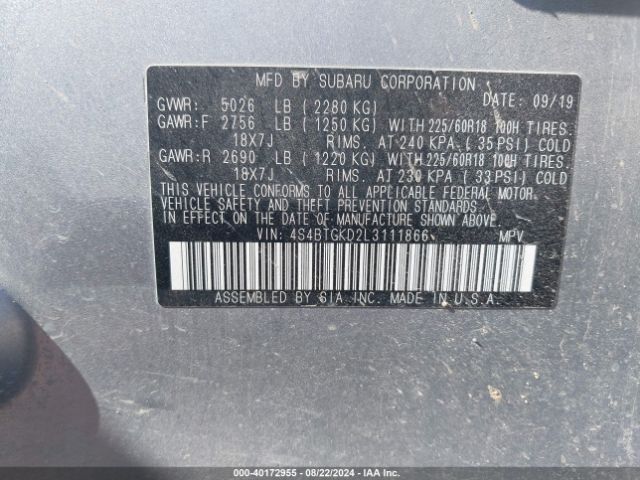 MFD BY SUBARU CORPORATION
GVWR: 5026 LB ( 2280 KG) DATE: 09/19
GAWR:F 2756 LB ( 1250 KG) WITH 225/60R18 100H TIRES.
18X7J RIMS. AT 240 KPA. ( 35 PSI) COLD
GAWR:R 2690 LB ( 1220 KG) WITH 225/60R18 100H TIRES.
18X7J RIMS. AT 230 KPA ( 33 PSI) COLD
THIS VEHICLE CONFORMS TO ALL APPLICABLE FEDERAL MOTOR
VEHICLE SAFETY AND THEFT PREVENTION STANDARDS
IN EFFECT ON THE DATE OF MANUFACTURE SHOWN ABOVE.
VIN: 4S4BTGKD2L3111866 MPV
ASSEMBLED BY SIA INC. MADE IN U.S.A.
000-40172955 - 08/22/2024 - IAA Inc.